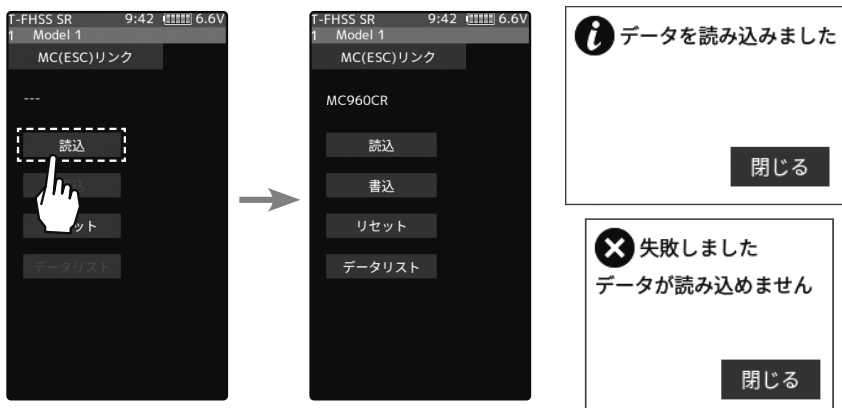 T-FHSS SR 9:42 6.6V
1 Model 1
MC(ESC)リンク
---
読込
ット
データリスト
T-FHSS SR 9:42 6.6V
1 Model 1
MC(ESC)リンク
MC960CR
読込
書込
リセット
データリスト
データを読み込みました
閉じる
失敗しました
データが読み込めません
閉じる